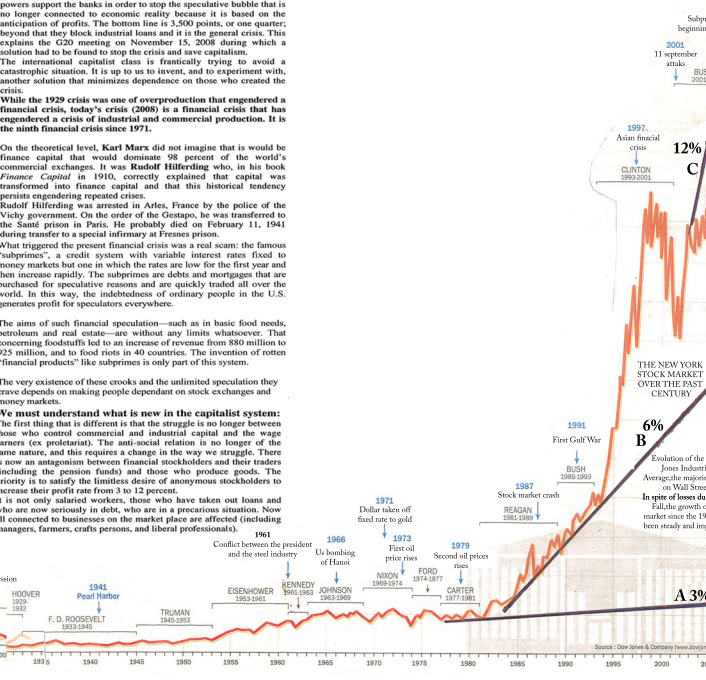 powers support the banks in order to stop the speculative bubble that is
no longer connected to economic reality because it is based on the
anticipation of profits. The bottom line is 3,500 points, or one quarter;
beyond that they block industrial loans and it is the general crisis. This
explains the G20 meeting on November 15, 2008 during which a
solution had to be found to stop the crisis and save capitalism.
The international capitalist class is frantically trying to avoid a
catastrophic situation. It is up to us to invent, and to experiment with,
another solution that minimizes dependence on those who created the
crisis.
While the 1929 crisis was one of overproduction that engendered a
financial crisis, today's crisis (2008) is a financial crisis that has
engendered a crisis of industrial and commercial production. It is
the ninth financial crisis since 1971.
On the theoretical level, Karl Marx did not imagine that is would be
finance capital that would dominate 98 percent of the world's
commercial exchanges. It was Rudolf Hilferding who, in his book
Finance Capital in 1910, correctly explained that capital was
transformed into finance capital and that this historical tendency
persists engendering repeated crises.
Rudolf Hilferding was arrested in Arles, France by the police of the
Vichy government. On the order of the Gestapo, he was transferred to
the Santé prison in Paris. He probably died on February 11, 1941
during transfer to a special infirmary at Fresnes prison.
What triggered the present financial crisis was a real scam: the famous
"subprimes", a credit system with variable interest rates fixed to
money markets but one in which the rates are low for the first year and
then increase rapidly. The subprimes are debts and mortgages that are
purchased for speculative reasons and are quickly traded all over the
world. In this way, the indebtedness of ordinary people in the U.S.
generates profit for speculators everywhere.
The aims of such financial speculation—such as in basic food needs,
petroleum and real estate—are without any limits whatsoever. That
concerning foodstuffs led to an increase of revenue from 880 million to
925 million, and to food riots in 40 countries. The invention of rotten
"financial products" like subprimes is only part of this system.
The very existence of these crooks and the unlimited speculation they
crave depends on making people dependant on stock exchanges and
money markets.
We must understand what is new in the capitalist system:
The first thing that is different is that the struggle is no longer between
those who control commercial and industrial capital and the wage
earners (ex proletariat). The anti-social relation is no longer of the
same nature, and this requires a change in the way we struggle. There
is now an antagonism between financial stockholders and their traders
(including the pension funds) and those who produce goods. The
priority is to satisfy the limitless desire of anonymous stockholders to
increase their profit rate from 3 to 12 percent.
It is not only salaried workers, but those who have taken out loans and
who are now seriously in debt, who are in a precarious situation. Now
all connected to businesses on the market place are affected (including
managers, farmers, crafts persons, and liberal professionals).
Subpr
beginnin
2001
11 september
attaks
BUS
2001
1997
Asian finacial
crisis
12%
C
CLINTON
1993-2001
THE NEW YORK
STOCK MARKET
OVER THE PAST
CENTURY
6%
B
Evolution of the
Jones Industri
Average,the majorit
on Wall Stree
In spite of losses du
Fall,the growth o
market since the 19
been steady and imp
1991
First Gulf War
BUSH
1989-1993
1987
Stock market crash
REAGAN
1981-1989
1971
Dollar taken off
fixed rate to gold
1973
First oil
price rises
1979
Second oil prices
rises
1961
Conflict between the president
and the steel industry
1966
Us bombing
of Hanoi
ssion
HOOVER
1929-
1933
1941
Pearl Harbor
F. D. ROOSEVELT
1933-1945
TRUMAN
1945-1953
EISENHOWER
1953-1961
KENNEDY
1961-1963
JOHNSON
1963-1969
NIXON
1969-1974
FORD
1974-1977
CARTER
1977-1981
A 3%
Source : Dow Jones & Company (www.dowjon
30 1935 1940 1945 1950 1955 1960 1965 1970 1975 1980 1985 1990 1995 2000